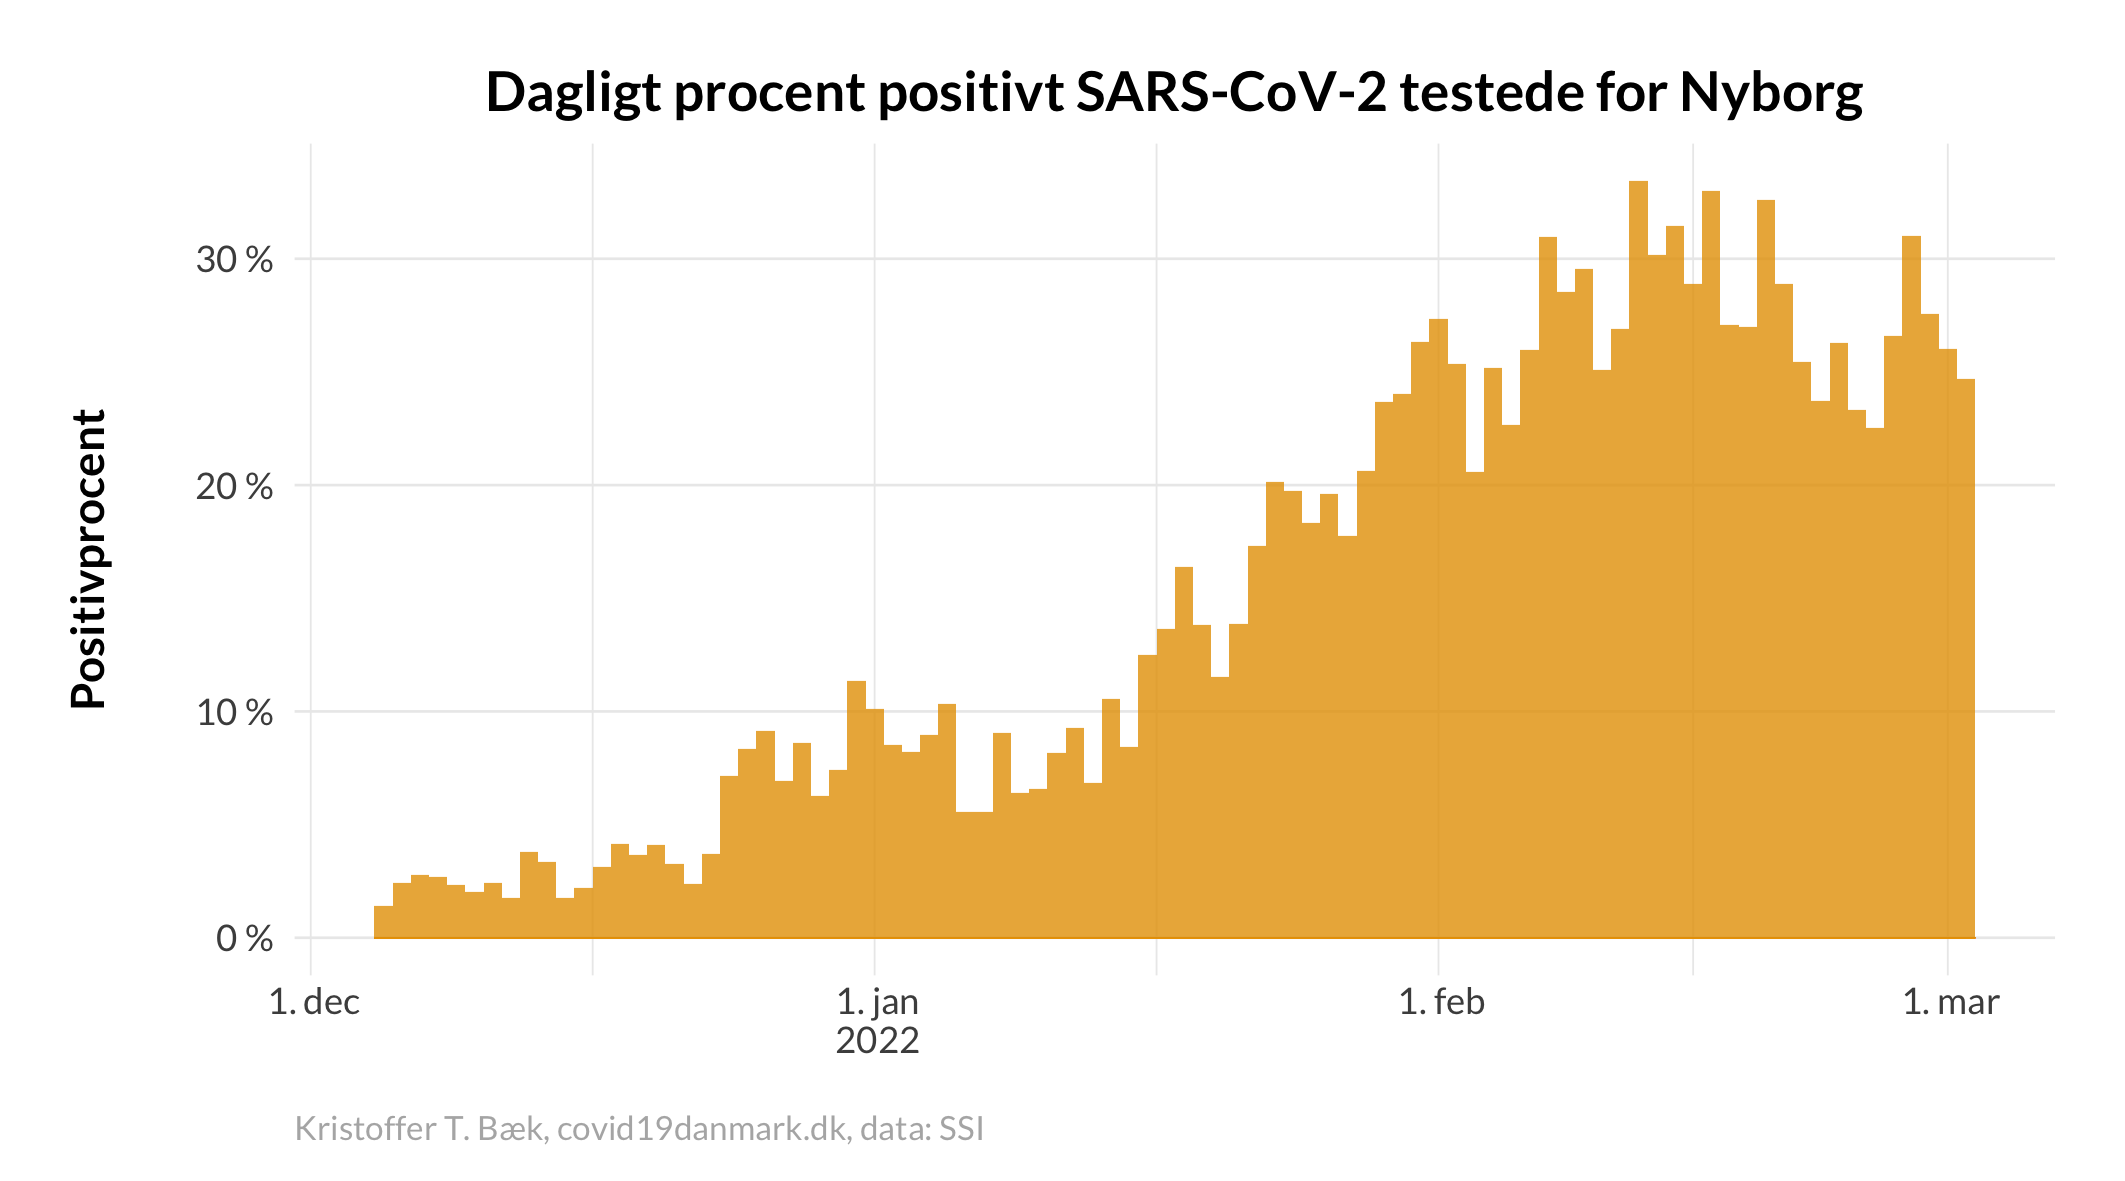 Dagligt procent positivt SARS-CoV-2 testede for Nyborg
Positivprocent
30 %
20 %
10 %
0 %
1. dec
1. jan
2022
1. feb
1. mar
Kristoffer T. Bæk, covid19danmark.dk, data: SSI